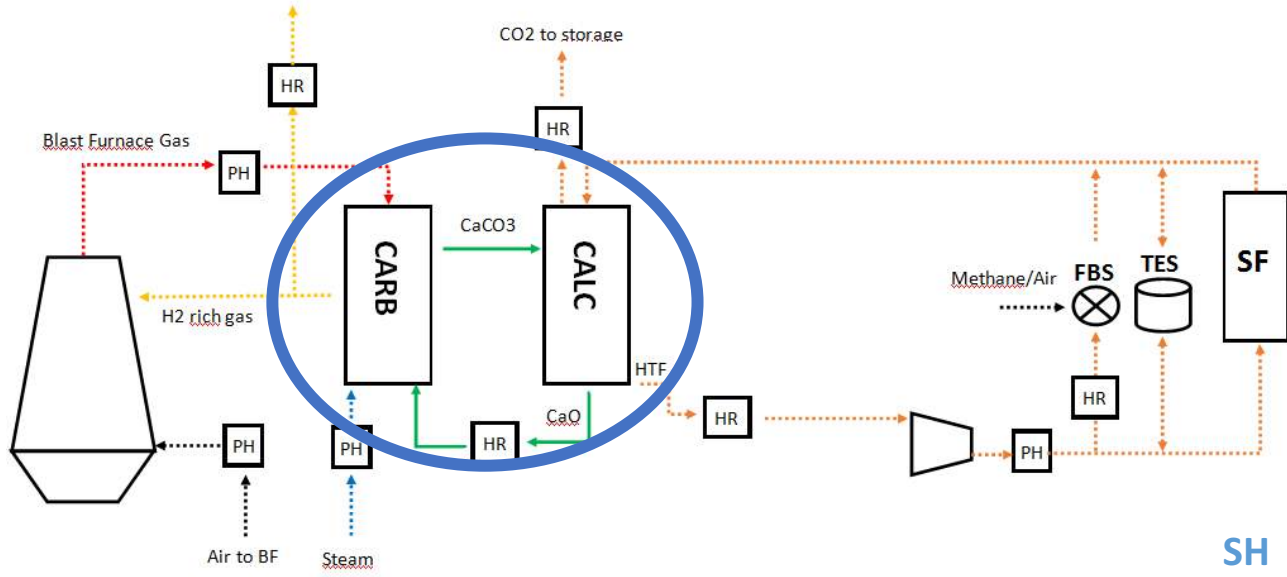 CO2 to storage
HR
HR
Blast Furnace Gas
PH
CaCO3
CARB
CALC
SF
FBS
TES
Methane/Air
H2 rich gas
HTF
HR
HR
CaO
PH
PH
HR
PH
Air to BF
Steam
SH